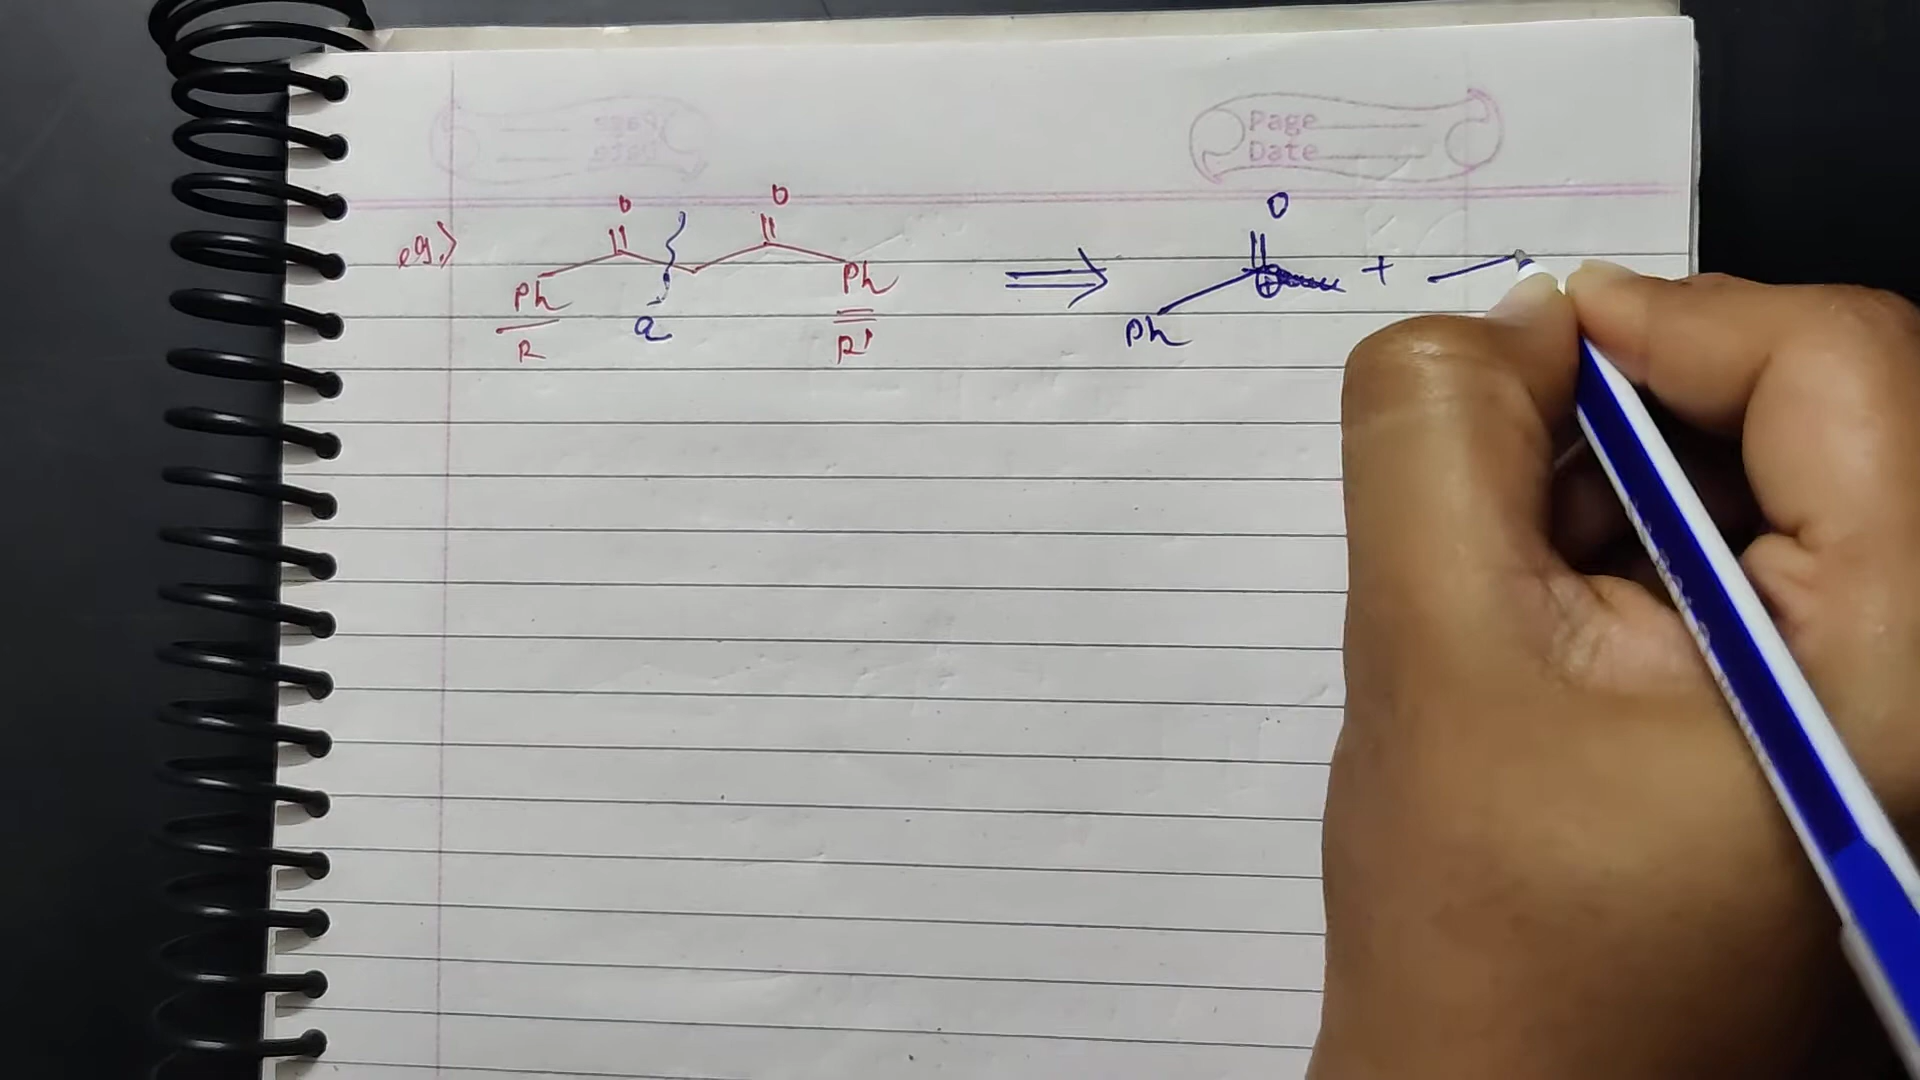 Page
Date
O O O
eg.> Ph a Ph ⇒ Ph ⊕ +
R R'